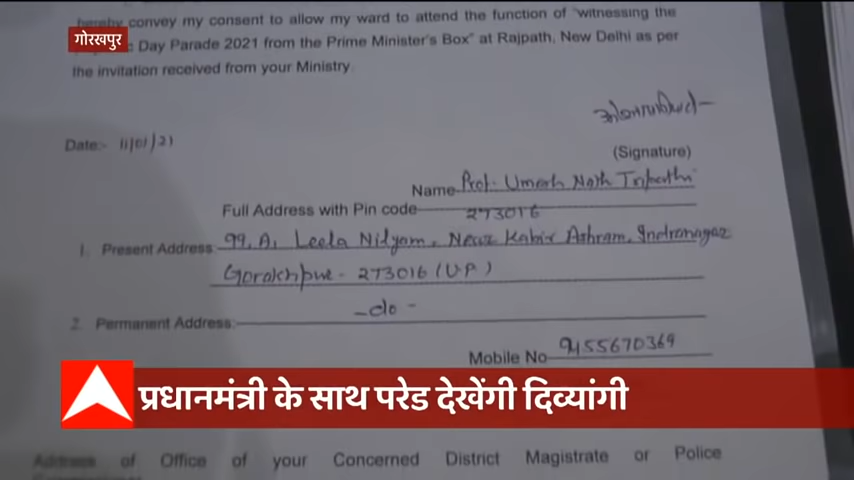 hereby convey my consent to allow my ward to attend the function of "witnessing the
गोरखपुर
Day Parade 2021 from the Prime Minister's Box" at Rajpath, New Delhi as per
the invitation received from your Ministry.
Date:- 11/01/21
(Signature)
Name Prof. Umesh Nath Tripathi
Full Address with Pin code 273016
1. Present Address: 99, A, Leela Nilyam, Near Kabir Ashram, Indranagar
Gorakhpur - 273016 (U.P)
2. Permanent Address: -do-
Mobile No 9455670369
प्रधानमंत्री के साथ परेड देखेंगी दिव्यांगी
Address of Office of your Concerned District Magistrate or Police